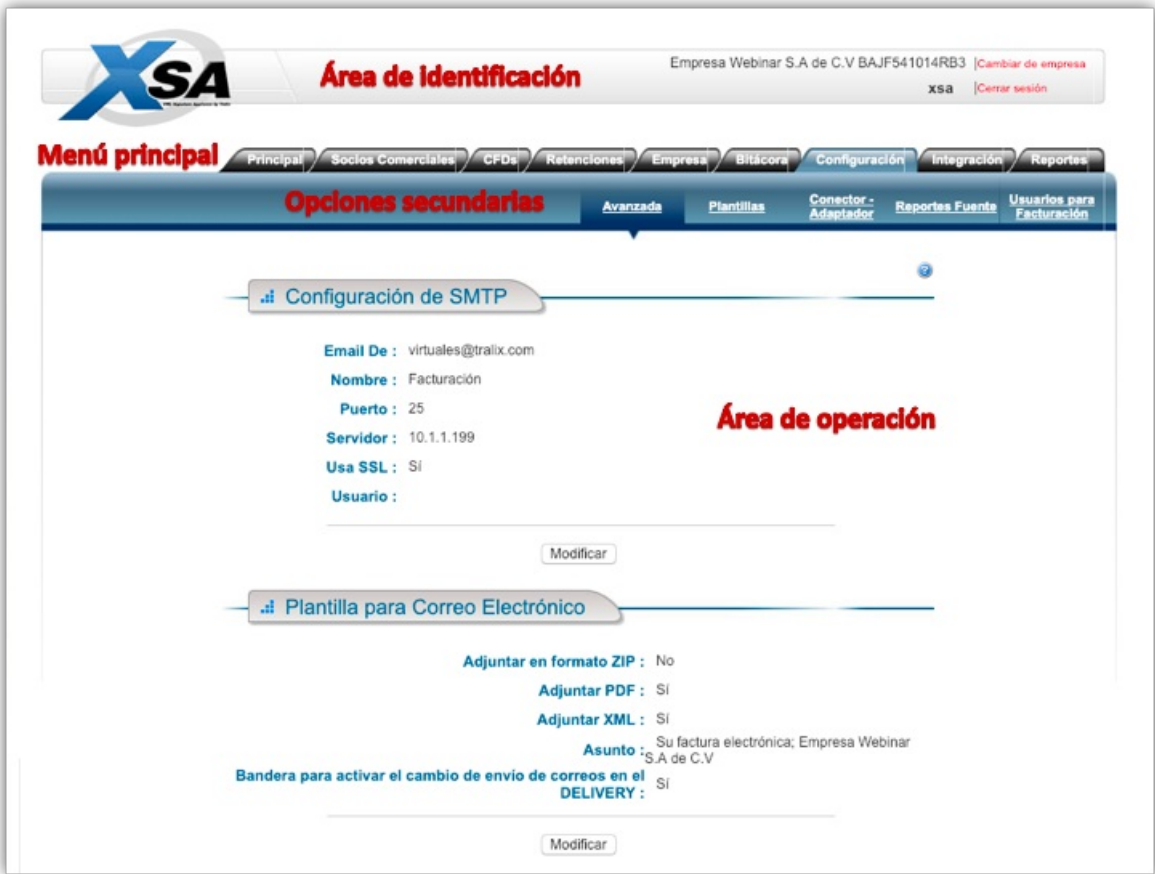 XSA
Área de identificación
Empresa Webinar S.A de C.V BAJF541014RB3 |Cambiar de empresa
xsa |Cerrar sesión
Menú principal
Principal Socios Comerciales CFDs Retenciones Empresa Bitácora Configuración Integración Reportes
Opciones secundarias
Avanzada Plantillas Conector - Adaptador Reportes Fuente Usuarios para Facturación
?
Configuración de SMTP
Email De : virtuales@tralix.com
Nombre : Facturación
Puerto : 25
Área de operación
Servidor : 10.1.1.199
Usa SSL : Sí
Usuario :
Modificar
Plantilla para Correo Electrónico
Adjuntar en formato ZIP : No
Adjuntar PDF : Sí
Adjuntar XML : Sí
Asunto : Su factura electrónica; Empresa Webinar
S.A de C.V
Bandera para activar el cambio de envío de correos en el
DELIVERY : Sí
Modificar